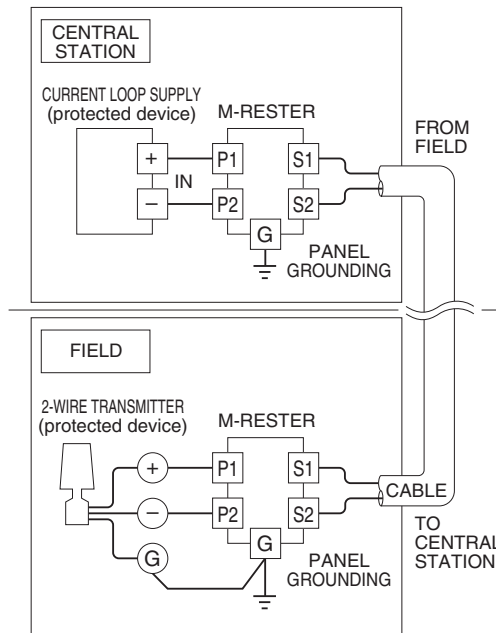 CENTRAL
STATION
CURRENT LOOP SUPPLY
(protected device)
M-RESTER
FROM
FIELD
+
P1
S1
IN
−
P2
S2
G
PANEL
GROUNDING
FIELD
2-WIRE TRANSMITTER
(protected device)
M-RESTER
+
P1
S1
CABLE
−
P2
S2
G
G
PANEL
GROUNDING
TO
CENTRAL
STATION